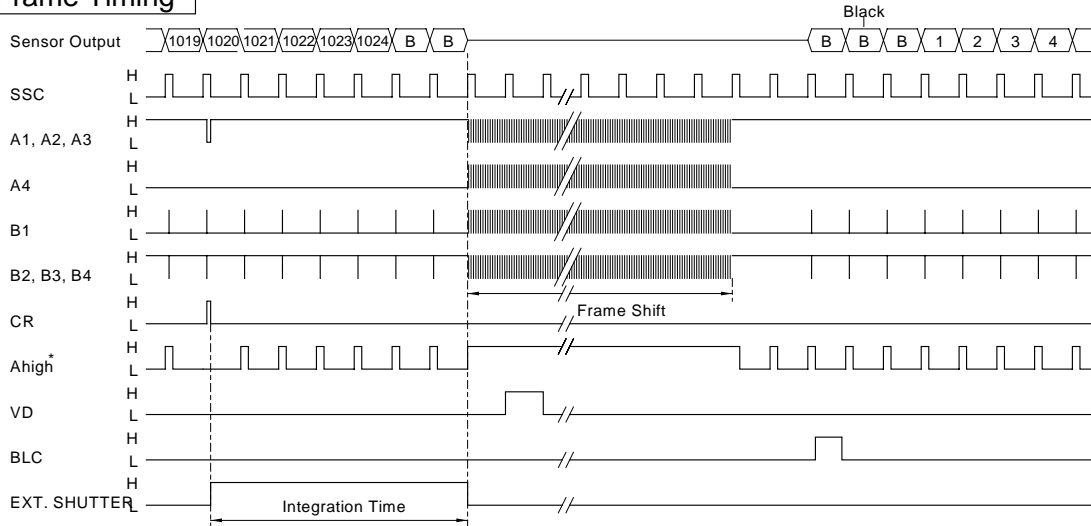 rame Timing
Black
Sensor Output 1019 1020 1021 1022 1023 1024 B B B B B 1 2 3 4
SSC H L
A1, A2, A3 H L
A4 H L
B1 H L
B2, B3, B4 H L
Frame Shift
CR H L
Ahigh* H L
VD H L
BLC H L
EXT. SHUTTER H L
Integration Time